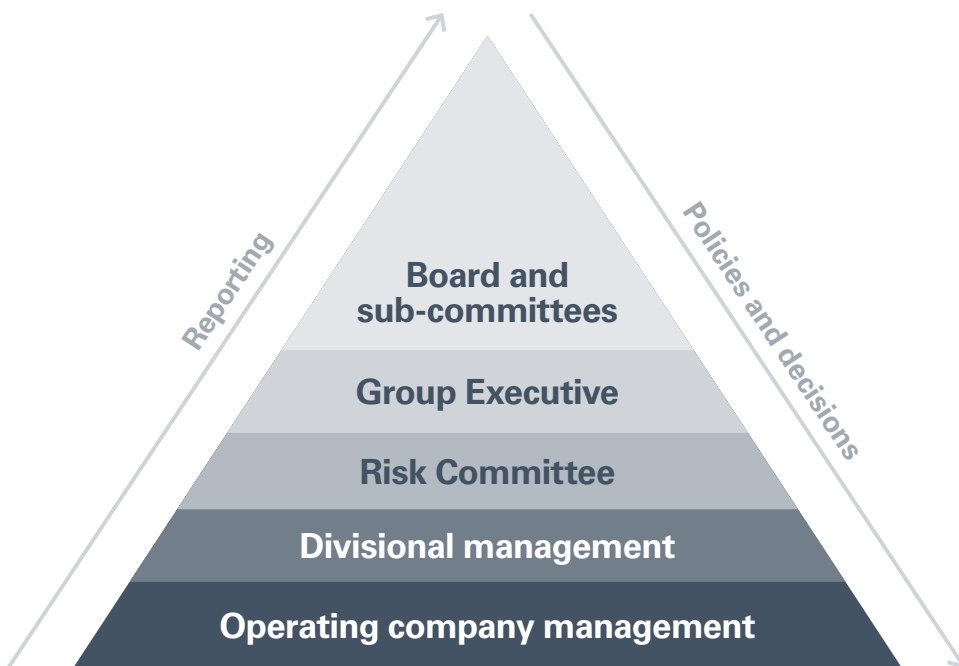 Reporting
Policies and decisions
Board and
sub-committees
Group Executive
Risk Committee
Divisional management
Operating company management